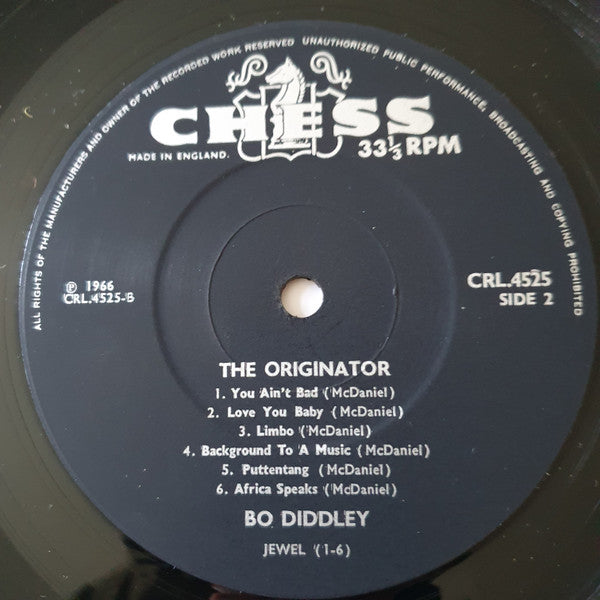 ALL RIGHTS OF THE MANUFACTURERS AND OWNER OF THE RECORDED WORK RESERVED UNAUTHORIZED PUBLIC PERFORMANCE, BROADCASTING AND COPYING PROHIBITED
CHESS
MADE IN ENGLAND.
33⅓ RPM
℗ 1966
CRL.4525-B
CRL.4525
SIDE 2
THE ORIGINATOR
1. You Ain't Bad (McDaniel)
2. Love You Baby (McDaniel)
3. Limbo (McDaniel)
4. Background To A Music (McDaniel)
5. Puttentang (McDaniel)
6. Africa Speaks (McDaniel)
BO DIDDLEY
JEWEL (1-6)